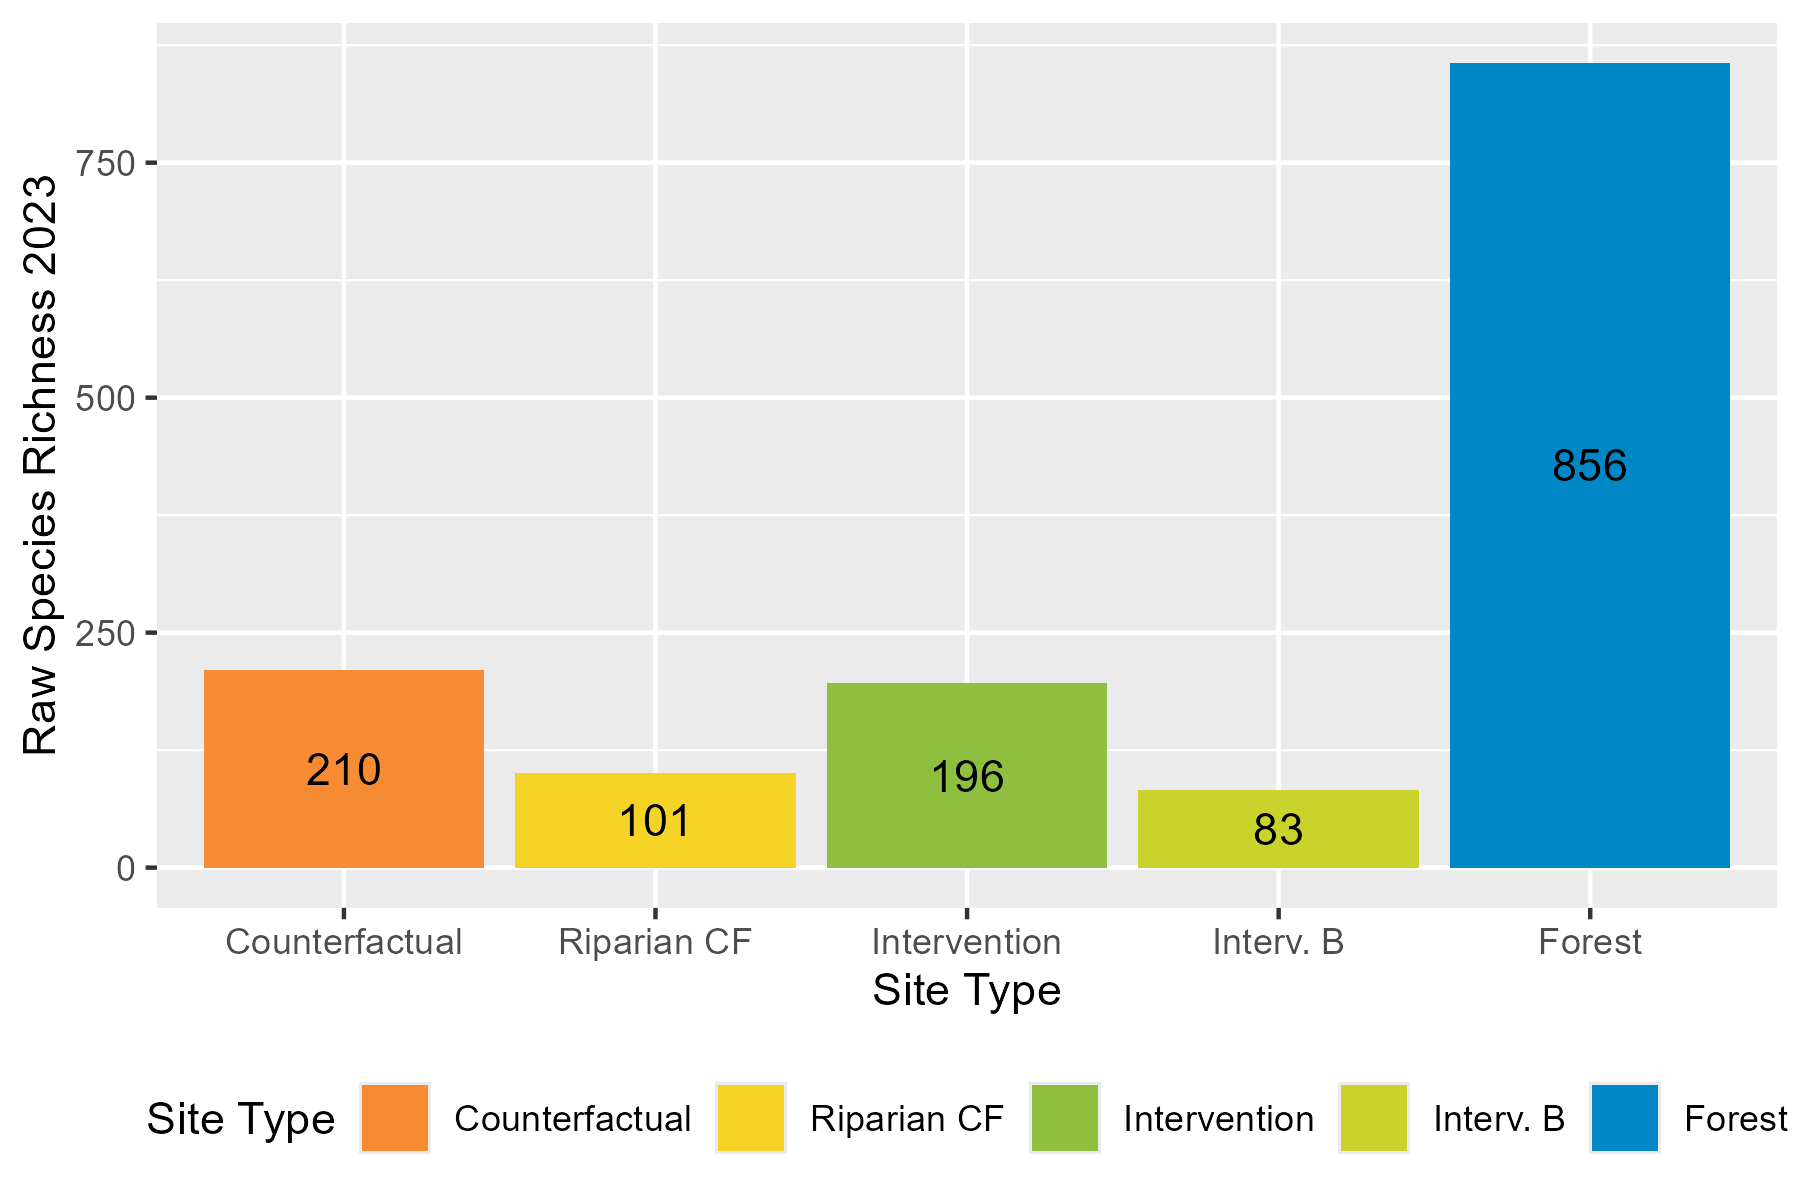 Raw Species Richness 2023
750
500
250
0
210
101
196
83
856
Counterfactual Riparian CF Intervention Interv. B Forest
Site Type
Site Type Counterfactual Riparian CF Intervention Interv. B Forest